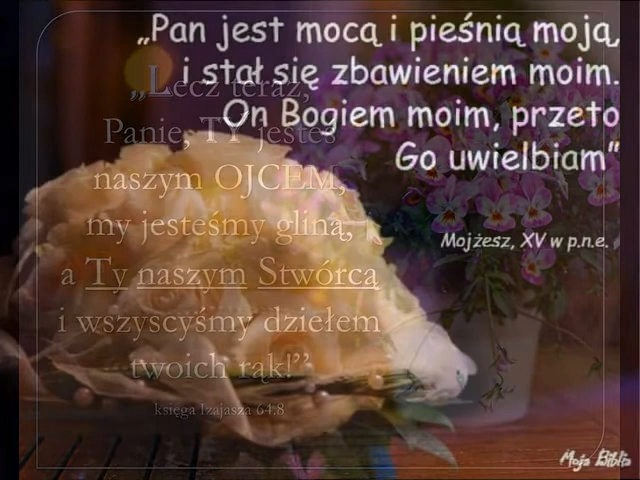 „Pan jest mocą i pieśnią moją,
i stał się zbawieniem moim.
On Bogiem moim, przeto
Go uwielbiam”
Mojżesz, XV w p.n.e.
„Lecz teraz,
Panie, TY jesteś
naszym OJCEM,
my jesteśmy gliną,
a Ty naszym Stwórcą
i wszyscyśmy dziełem
twoich rąk!”
księga Izajasza 64.8
Moja Biblia